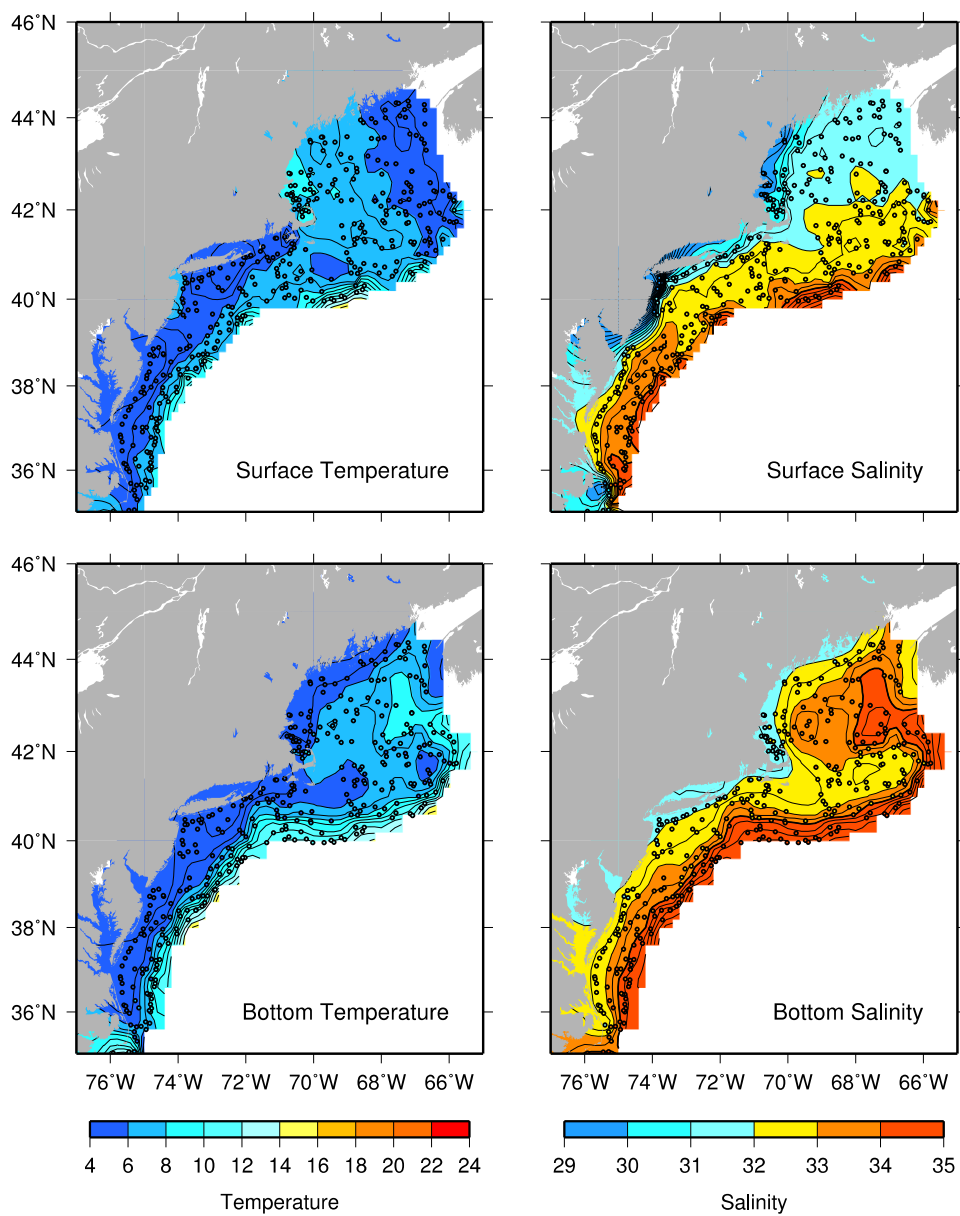 46°N
44°N
42°N
40°N
38°N
36°N
Surface Temperature
Surface Salinity
46°N
44°N
42°N
40°N
38°N
36°N
Bottom Temperature
Bottom Salinity
76°W 74°W 72°W 70°W 68°W 66°W
76°W 74°W 72°W 70°W 68°W 66°W
4 6 8 10 12 14 16 18 20 22 24
Temperature
29 30 31 32 33 34 35
Salinity